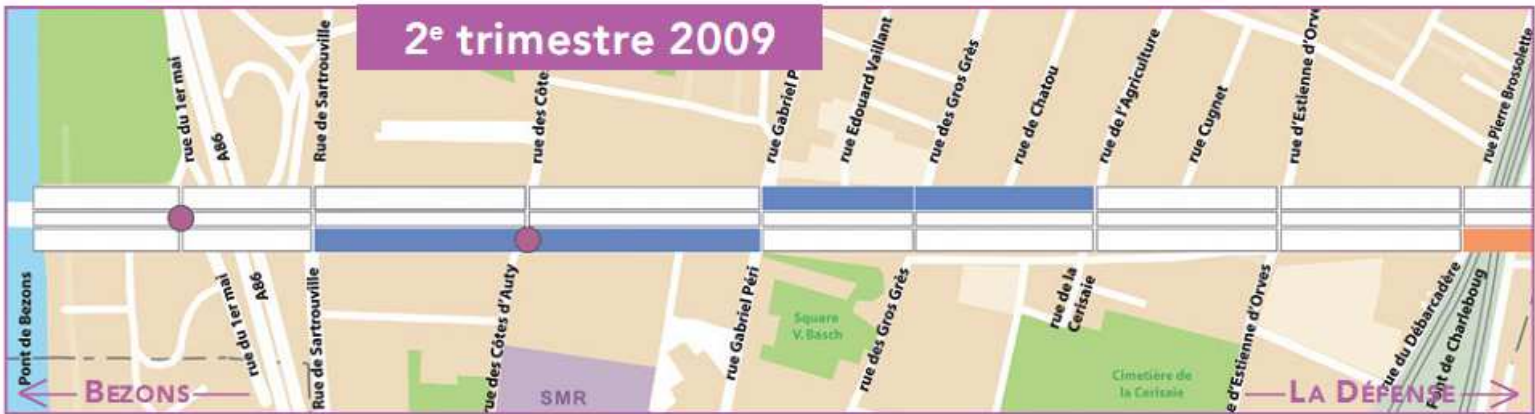 2e trimestre 2009
rue du 1er mai
A86
Rue de Sartrouville
rue des Côte
rue Gabriel P
rue Edouard Vaillant
rue des Gros Grès
rue de Chatou
rue de l'Agriculture
rue Cugnet
rue d'Estienne d'Orve
rue Pierre Brossolette
Pont de Bezons
rue du 1er mai
A86
Rue de Sartrouville
rue des Côtes d'Auty
rue Gabriel Péri
Square
V. Basch
rue des Gros Grès
rue de la
Cerisaie
e d'Estienne d'Orves
rue du Débarcadère
Pont de Charleboug
SMR
Cimetière de
la Cerisaie
BEZONS
LA DÉFENSE